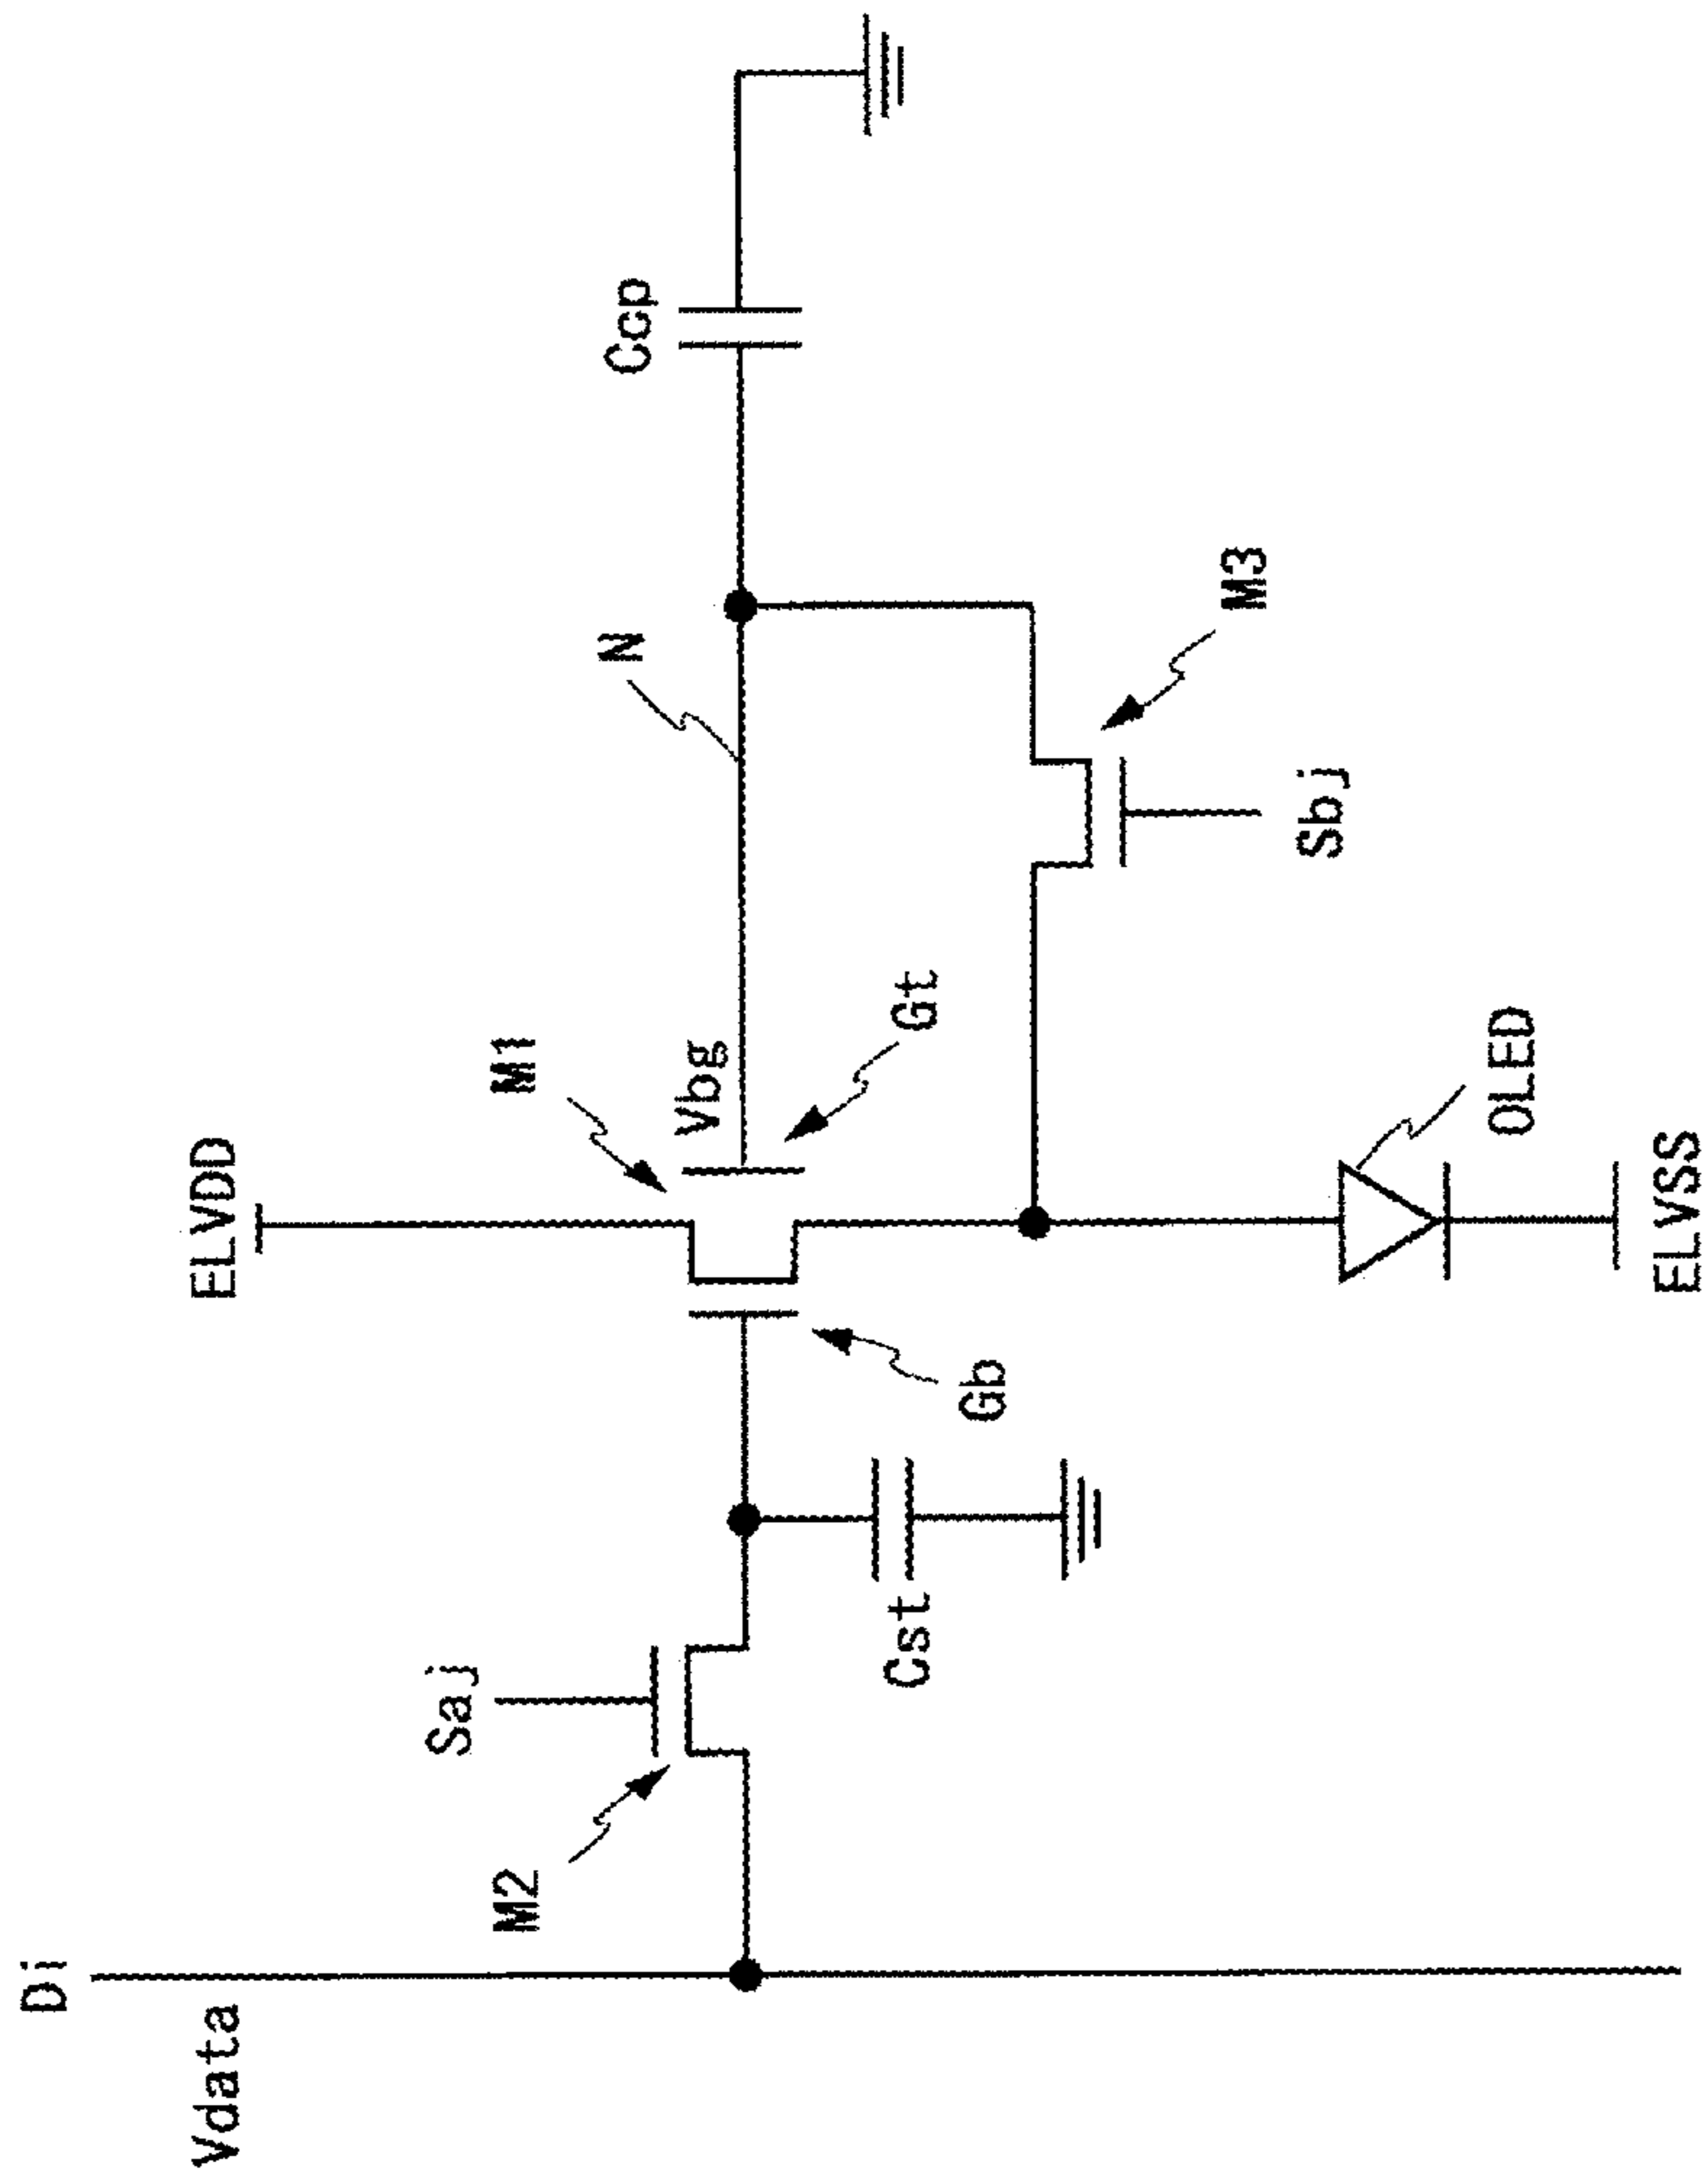 Di
Vdata
ELVDD
Saj
M2
M1
Vbg
N
Ccp
Gt
Gb
Cst
M3
Sbj
OLED
ELVSS